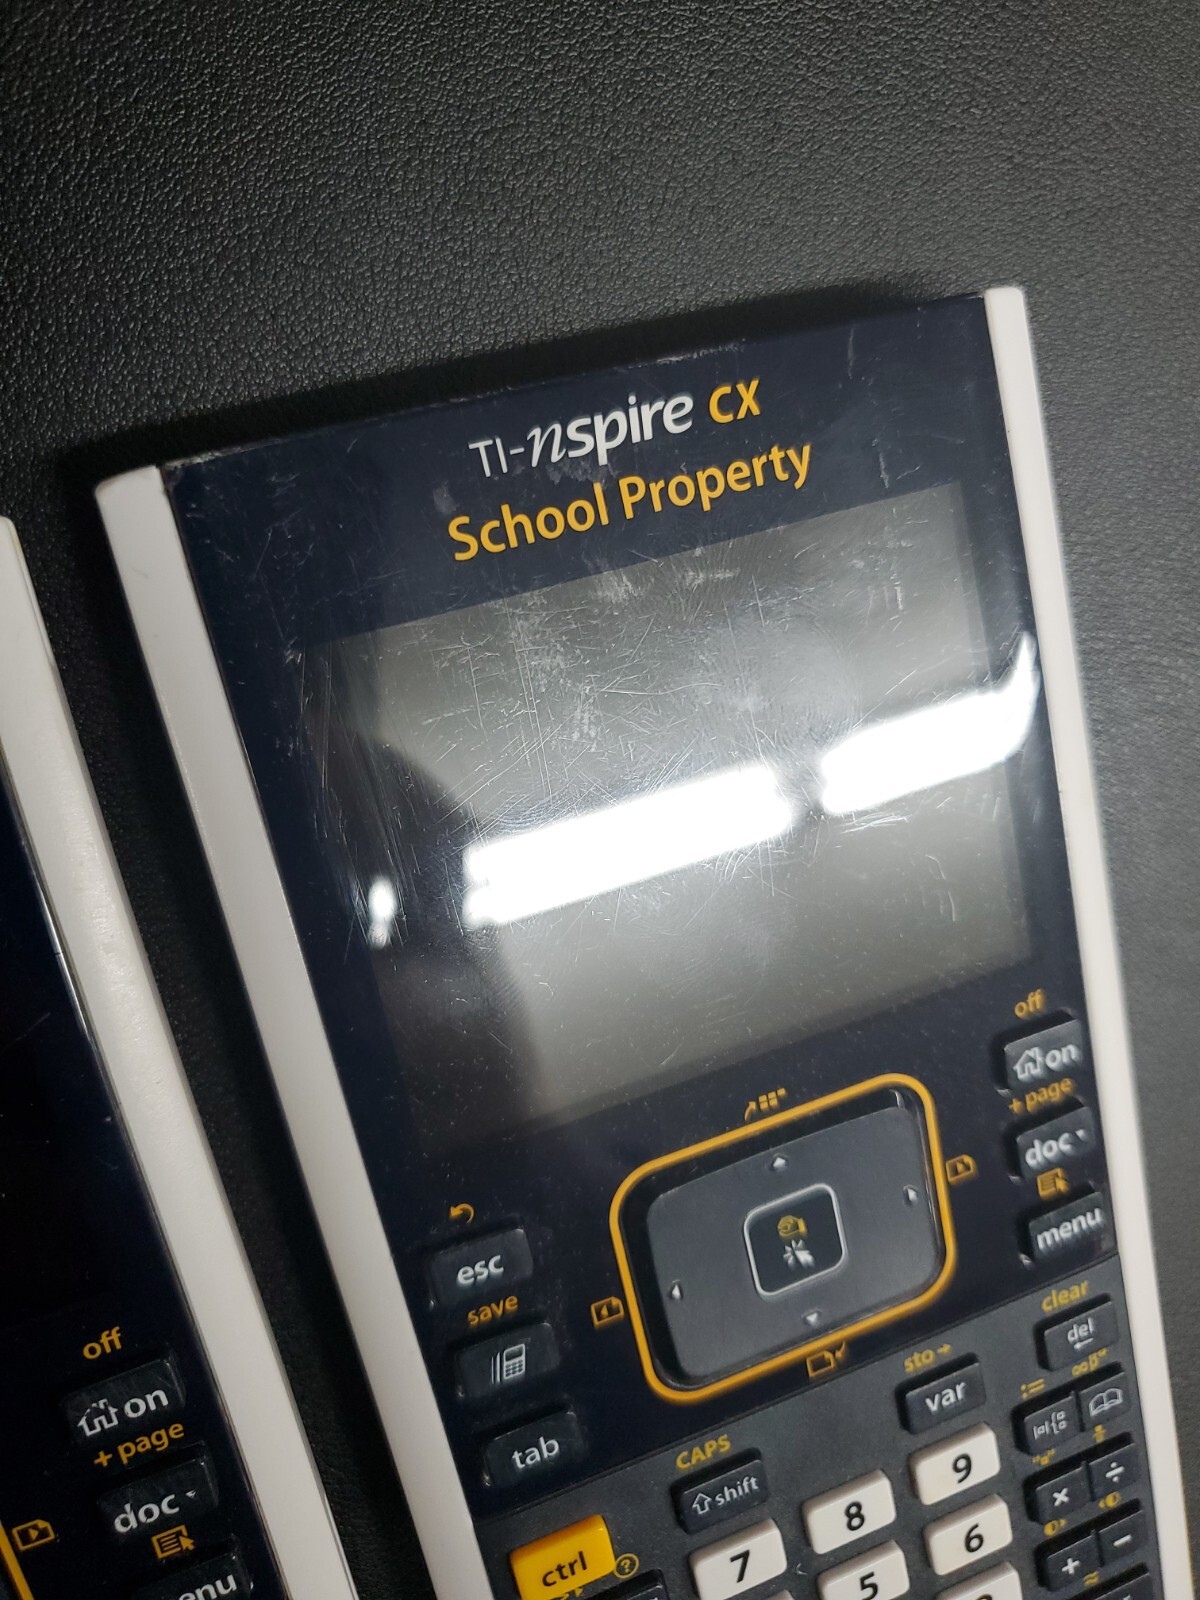 TI-nspire CX
School Property
off
on
+ page
doc
menu
esc
save
tab
clear
del
sto→
var
:=
CAPS
shift
ctrl
?
7
8
9
5
6
×
÷
+
−
off
on
+ page
doc